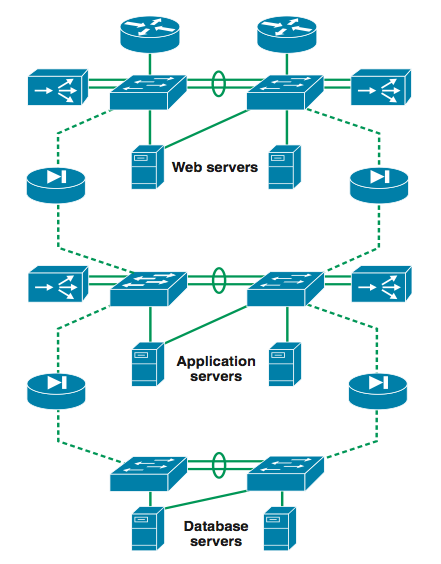 Web servers
Application
servers
Database
servers